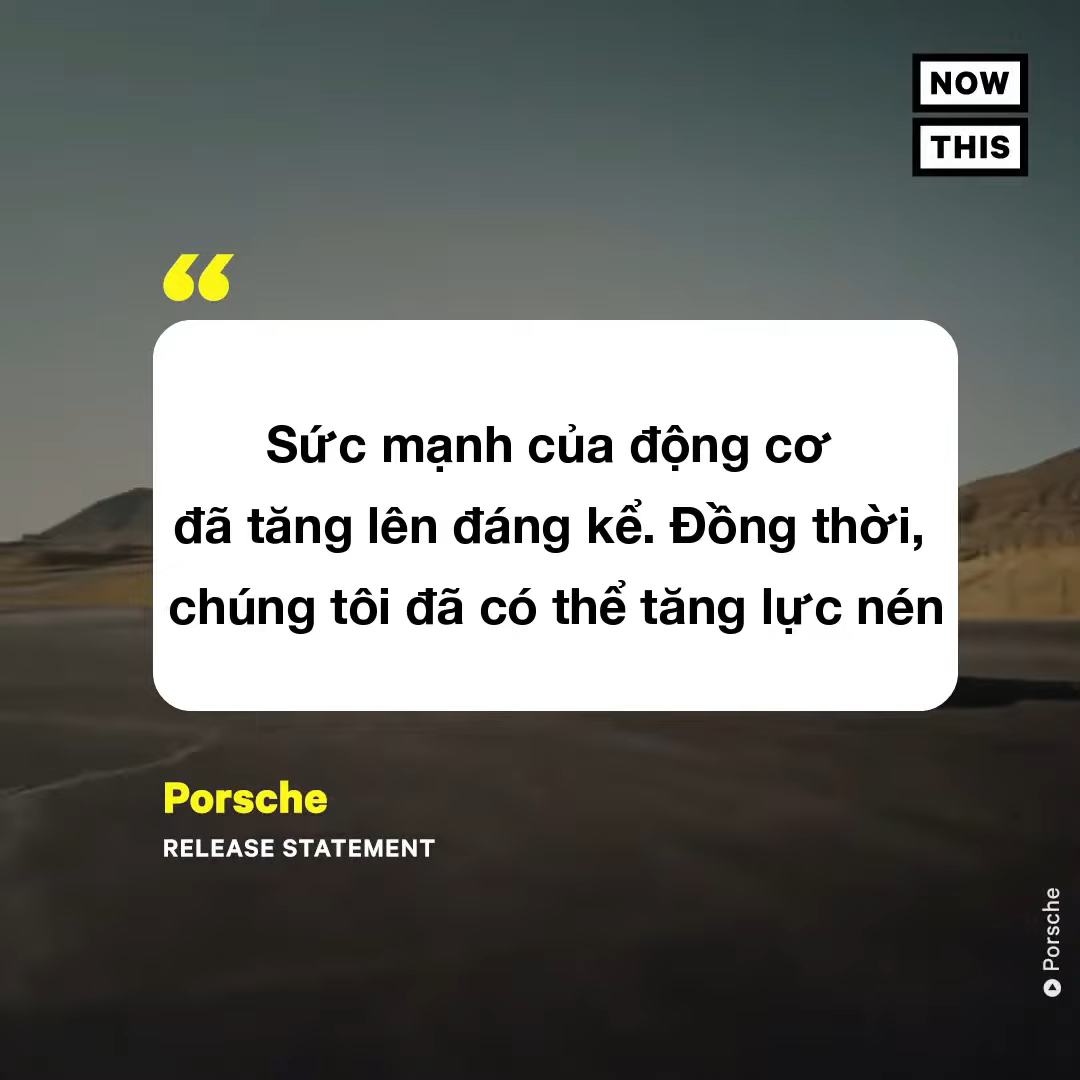 NOW
THIS
“
Sức mạnh của động cơ
đã tăng lên đáng kể. Đồng thời,
chúng tôi đã có thể tăng lực nén
Porsche
RELEASE STATEMENT
Porsche